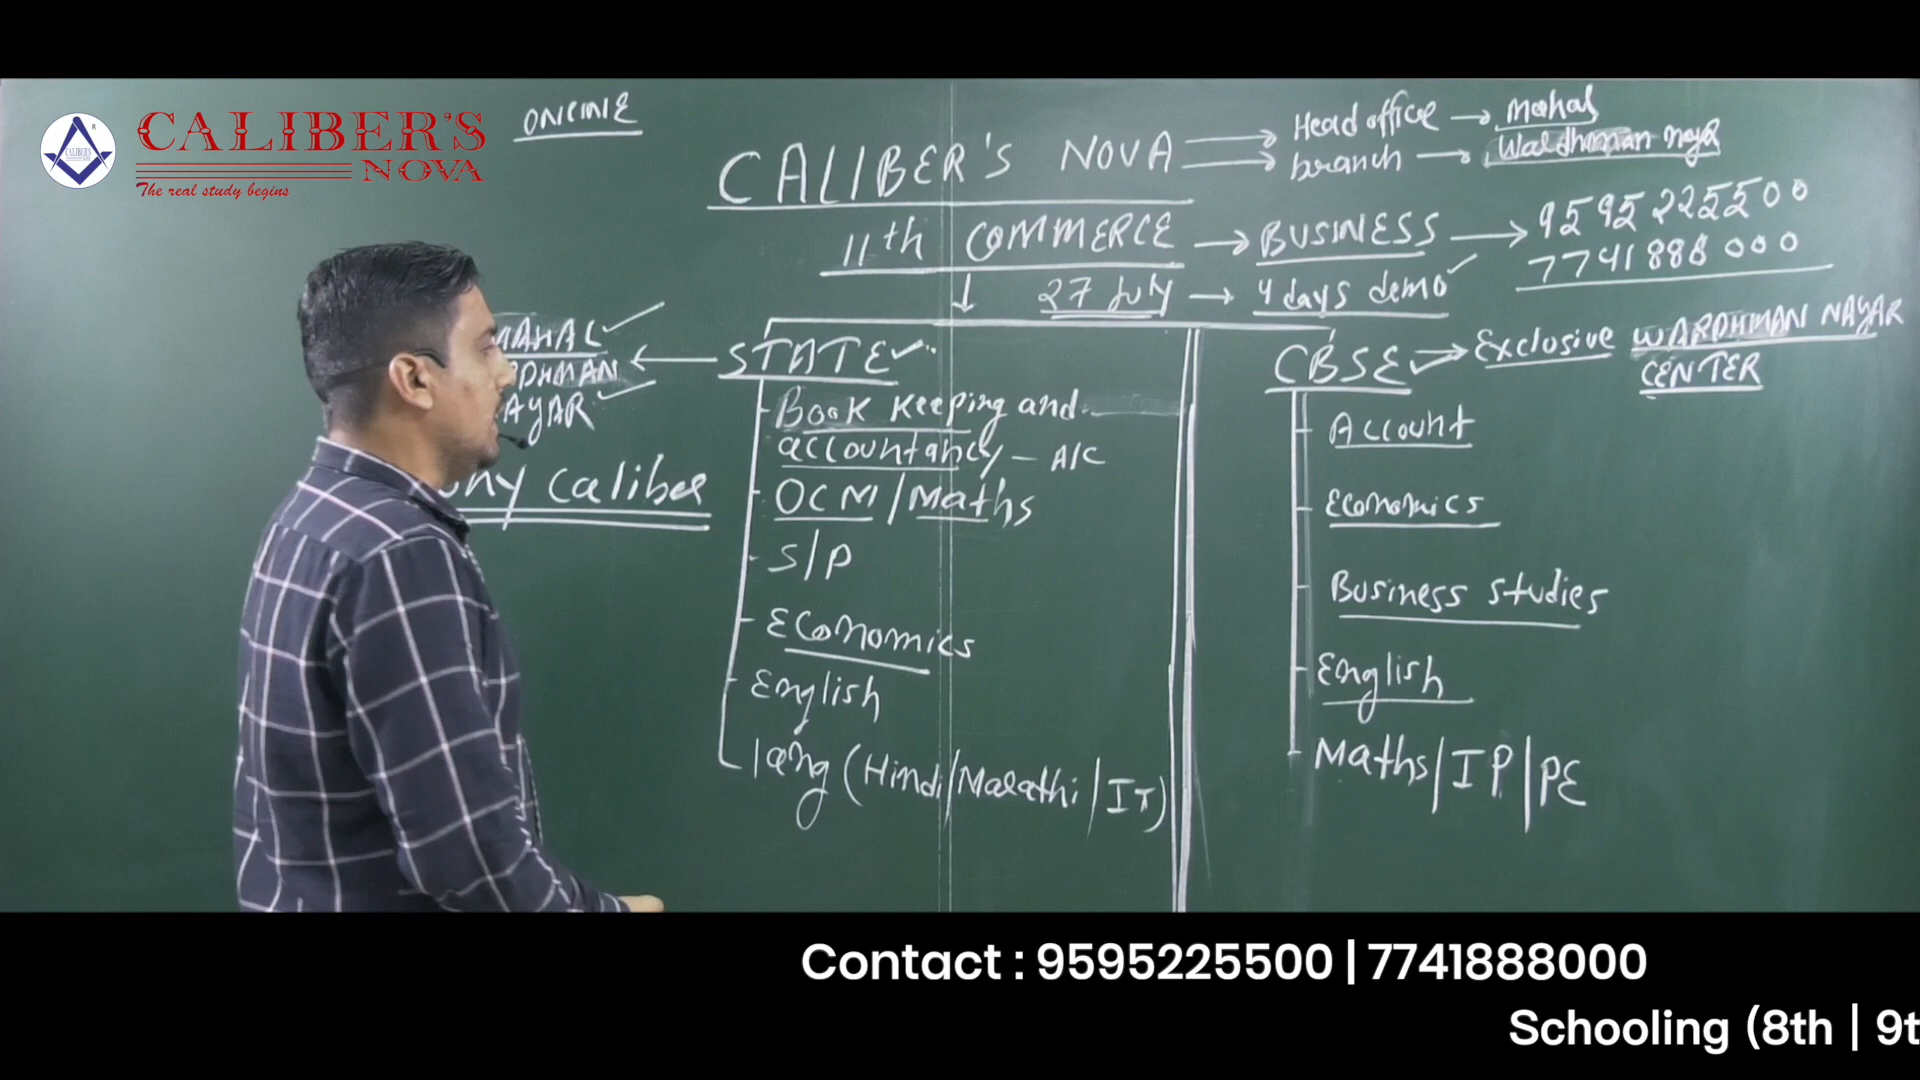 CALIBER'S
NOVA
The real study begins
ONLINE
CALIBER'S NOVA
Head office → Mahal
branch → Wardhman nagar
11th COMMERCE → BUSINESS → 9595225500
7741888000
27 July → 4 days demo ✓
MAHAL ✓
RDHMAN
AYAR ✓
STATE ✓
Book Keeping and
accountancy – A/C
OCM / Maths
S/P
Economics
English
lang (Hindi/Marathi/IT)
hy caliber
CBSE ✓ → Exclusive WARDHMAN NAGAR
CENTER
Account
Economics
Business studies
English
Maths/IP/PE
Contact : 9595225500 | 7741888000
Schooling (8th | 9t